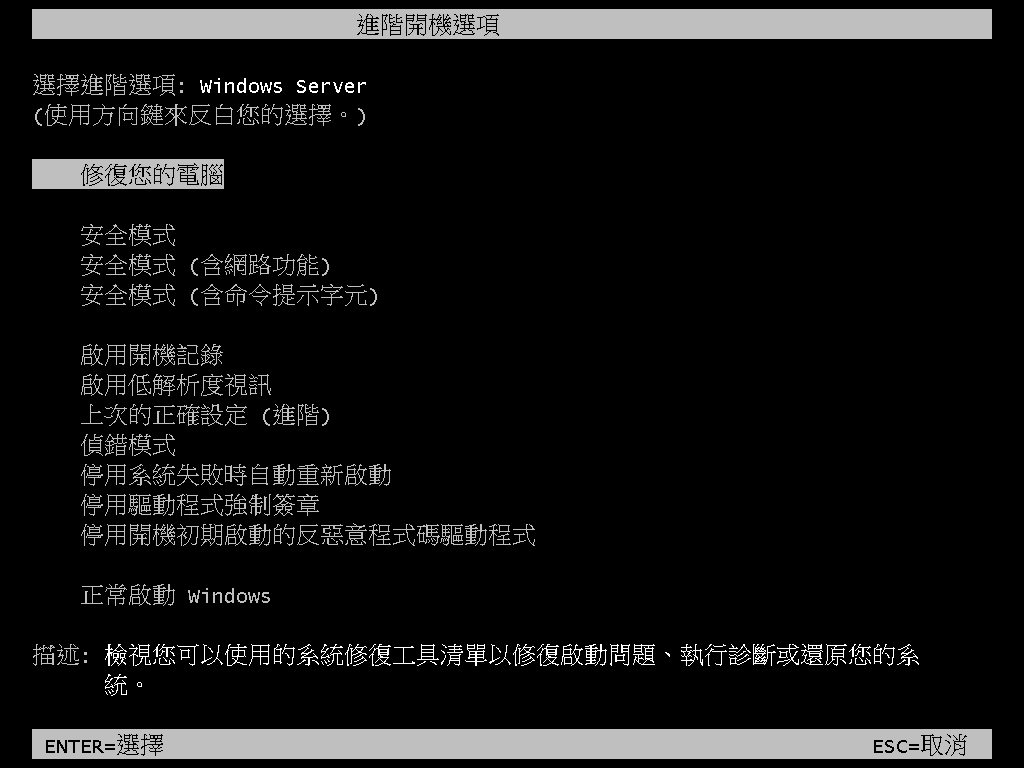 進階開機選項
選擇進階選項: Windows Server
(使用方向鍵來反白您的選擇。)
修復您的電腦
安全模式
安全模式 (含網路功能)
安全模式 (含命令提示字元)
啟用開機記錄
啟用低解析度視訊
上次的正確設定 (進階)
偵錯模式
停用系統失敗時自動重新啟動
停用驅動程式強制簽章
停用開機初期啟動的反惡意程式碼驅動程式
正常啟動 Windows
描述: 檢視您可以使用的系統修復工具清單以修復啟動問題、執行診斷或還原您的系
統。
ENTER=選擇 ESC=取消